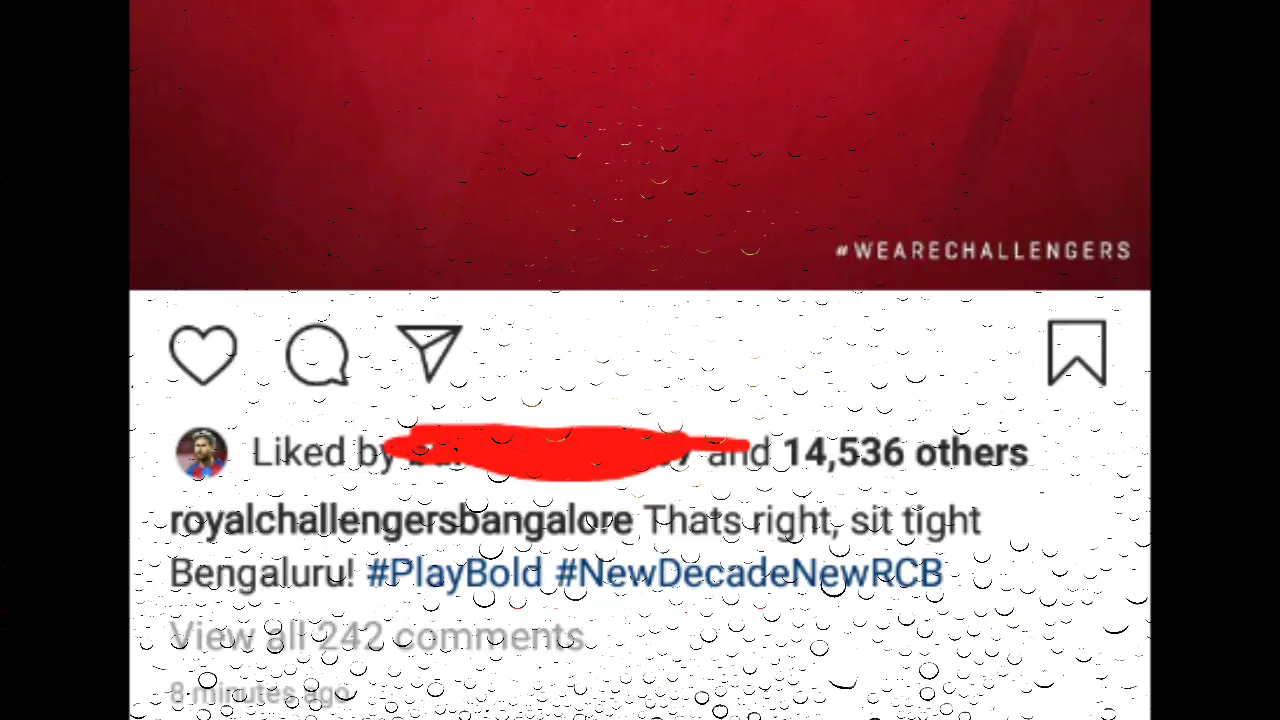 #WEARECHALLENGERS
Liked by and 14,536 others
royalchallengersbangalore Thats right, sit tight
Bengaluru! #PlayBold #NewDecadeNewRCB
View all 242 comments
8 minutes ago